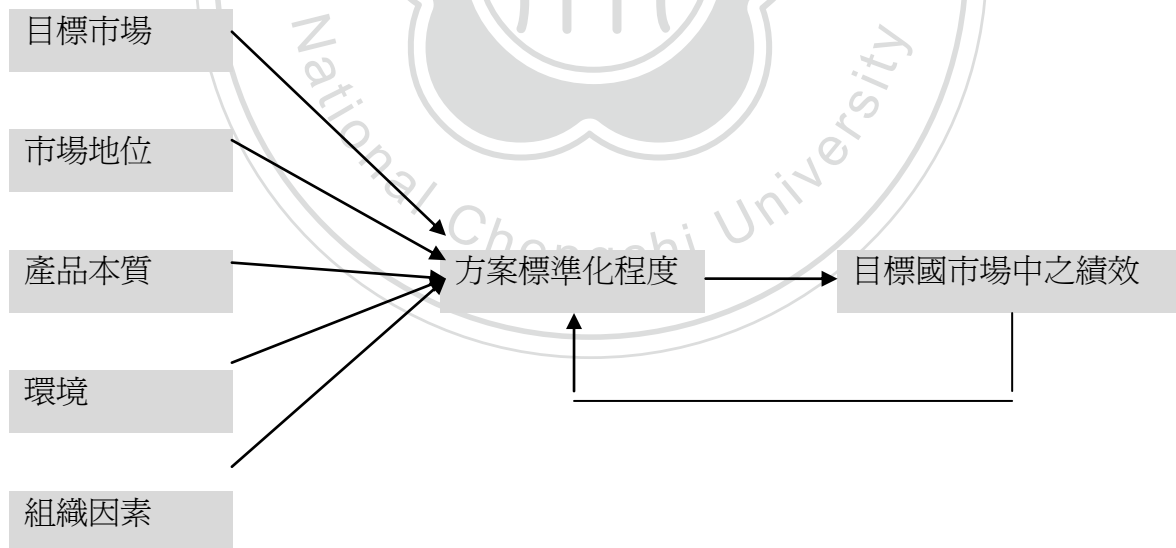 目標市場
市場地位
產品本質
方案標準化程度
目標國市場中之績效
環境
組織因素
National Chengchi University